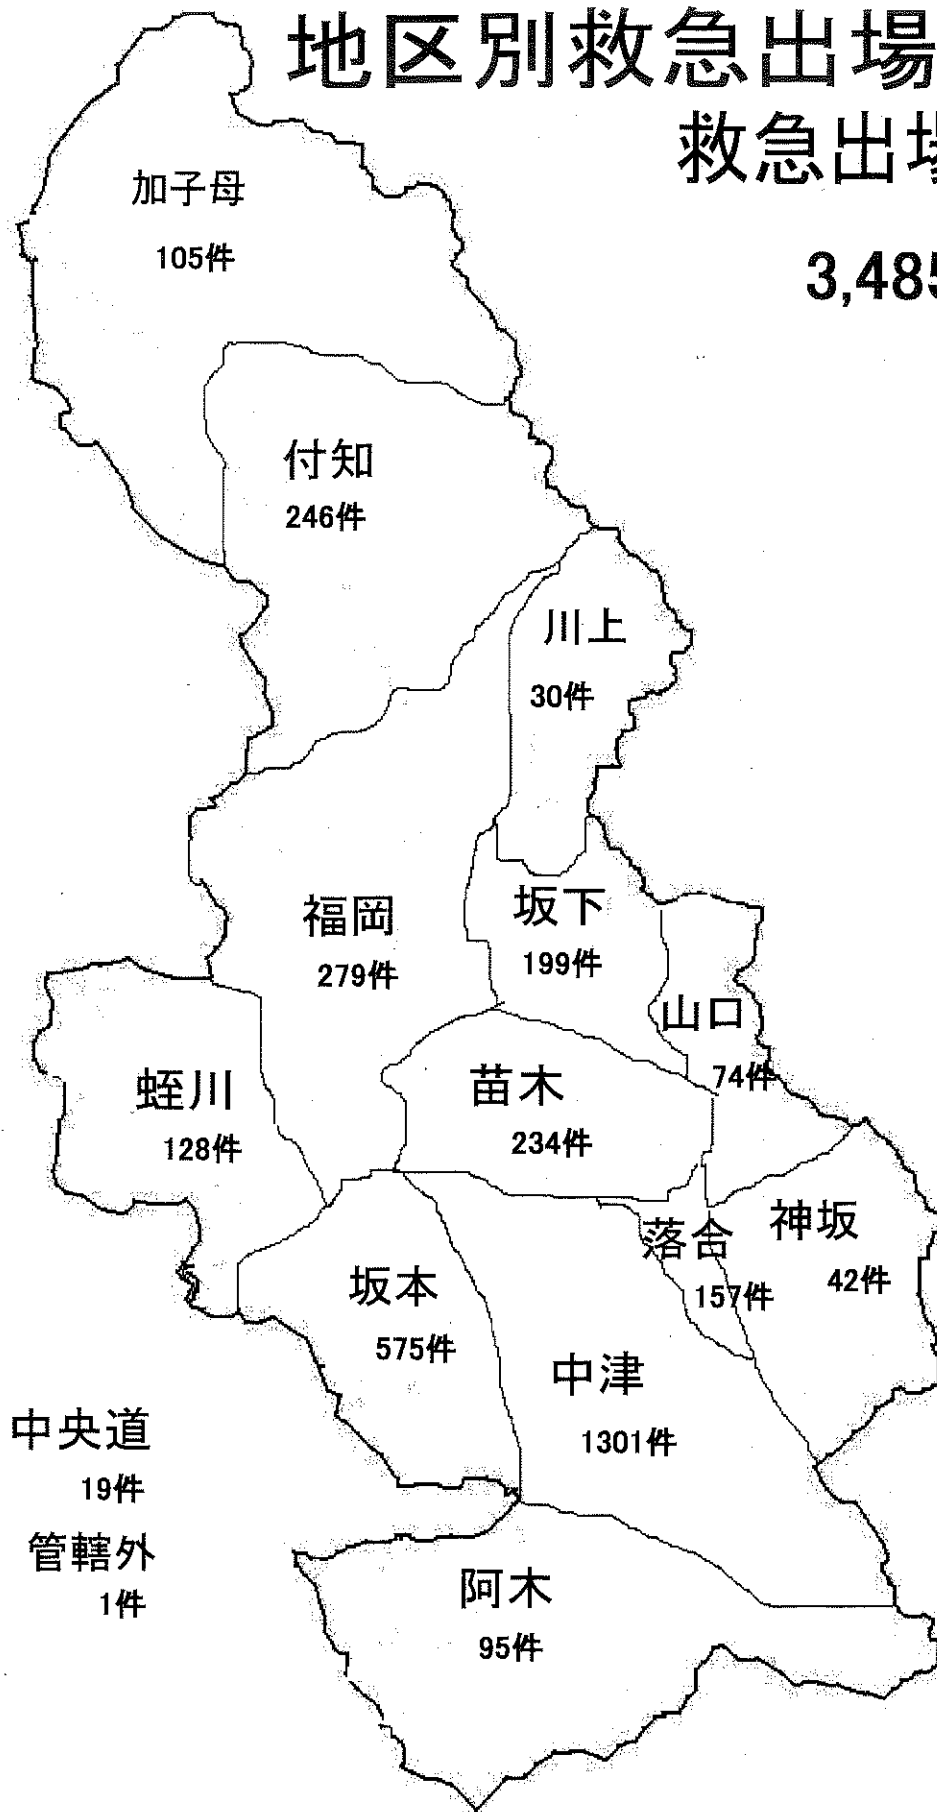 地区別救急出場
救急出場
3,485
加子母
105件
付知
246件
川上
30件
福岡
279件
坂下
199件
山口
74件
蛭川
128件
苗木
234件
落合
157件
神坂
42件
坂本
575件
中津
1301件
中央道
19件
管轄外
1件
阿木
95件